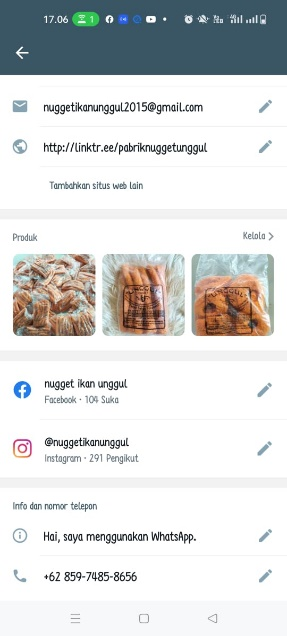 17.06
1
nuggetikanunggul2015@gmail.com
http://linktr.ee/pabriknuggetunggul
Tambahkan situs web lain
Produk
Kelola >
UNGGUL
UNGGUL
nugget ikan unggul
Facebook • 104 Suka
@nuggetikanunggul
Instagram • 291 Pengikut
Info dan nomor telepon
Hai, saya menggunakan WhatsApp.
+62 859-7485-8656